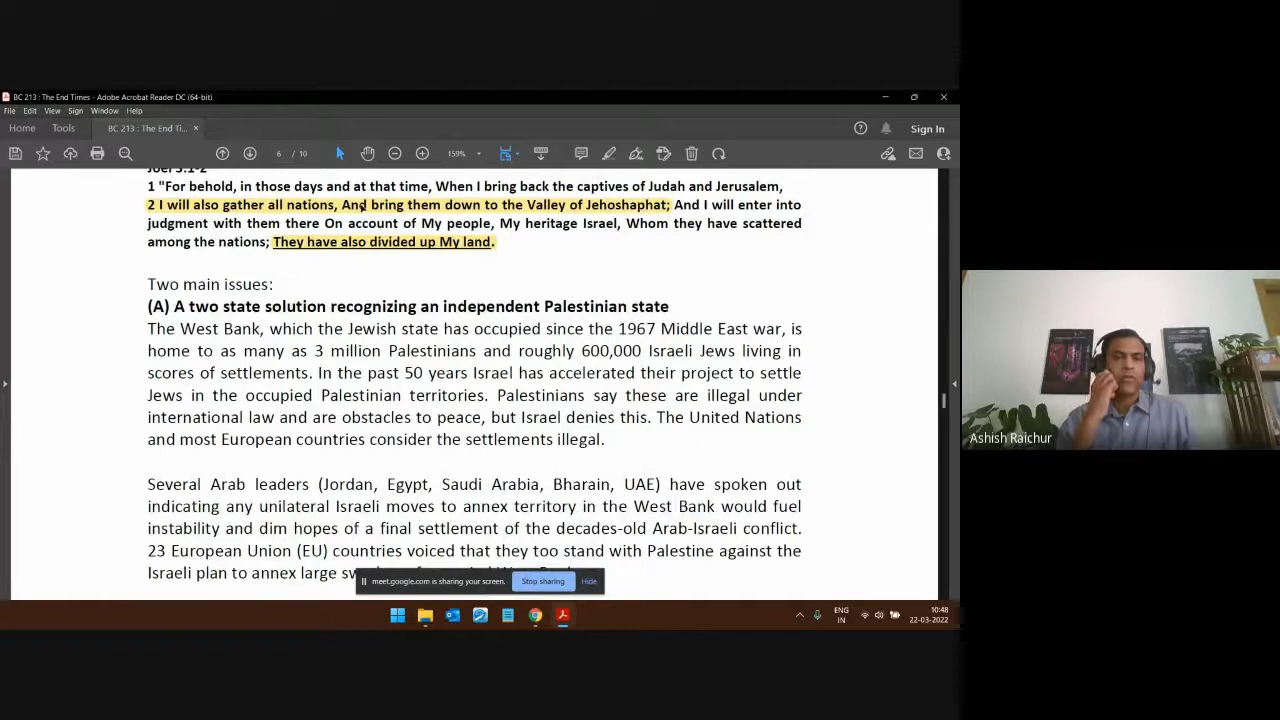 BC 213 : The End Times - Adobe Acrobat Reader DC (64-bit)
File Edit View Sign Window Help
Home Tools BC 213 : The End Ti... × Sign In
6 / 10 159%
Joel 3:1-2
1 "For behold, in those days and at that time, When I bring back the captives of Judah and Jerusalem,
2 I will also gather all nations, And bring them down to the Valley of Jehoshaphat; And I will enter into
judgment with them there On account of My people, My heritage Israel, Whom they have scattered
among the nations; They have also divided up My land.
Two main issues:
(A) A two state solution recognizing an independent Palestinian state
The West Bank, which the Jewish state has occupied since the 1967 Middle East war, is
home to as many as 3 million Palestinians and roughly 600,000 Israeli Jews living in
scores of settlements. In the past 50 years Israel has accelerated their project to settle
Jews in the occupied Palestinian territories. Palestinians say these are illegal under
international law and are obstacles to peace, but Israel denies this. The United Nations
and most European countries consider the settlements illegal.
Several Arab leaders (Jordan, Egypt, Saudi Arabia, Bharain, UAE) have spoken out
indicating any unilateral Israeli moves to annex territory in the West Bank would fuel
instability and dim hopes of a final settlement of the decades-old Arab-Israeli conflict.
23 European Union (EU) countries voiced that they too stand with Palestine against the
Israeli plan to annex large
meet.google.com is sharing your screen. Stop sharing Hide
ENG
IN
10:48
22-03-2022
Ashish Raichur